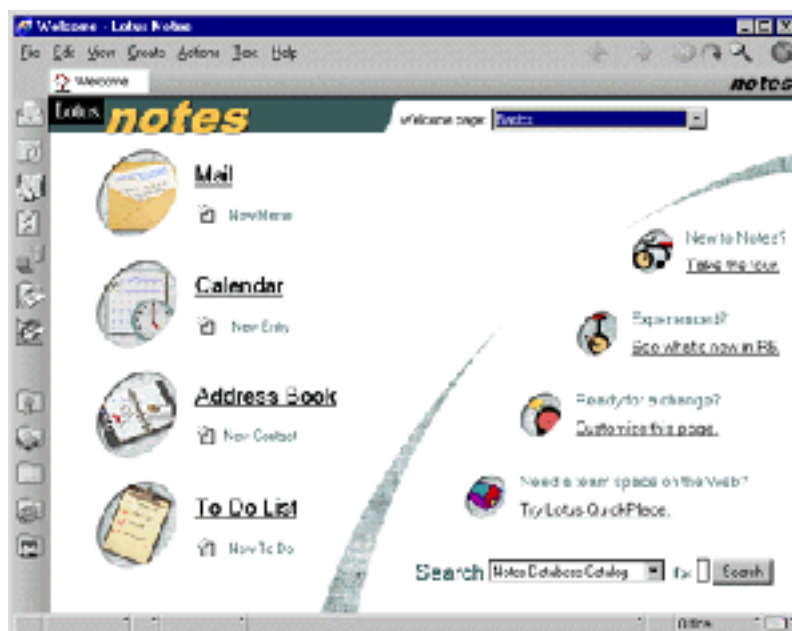 Welcome - Lotus Notes
File Edit View Create Actions Text Help
Welcome
notes
Lotus notes
Welcome page: Basics
Mail
New Memo
Calendar
New Entry
Address Book
New Contact
To Do List
New To Do
New to Notes?
Take the tour.
Experienced?
See what's new in R5.
Ready for a change?
Customize this page.
Need a team space on the Web?
Try Lotus QuickPlace.
Search Notes Database Catalog for Search
Offline